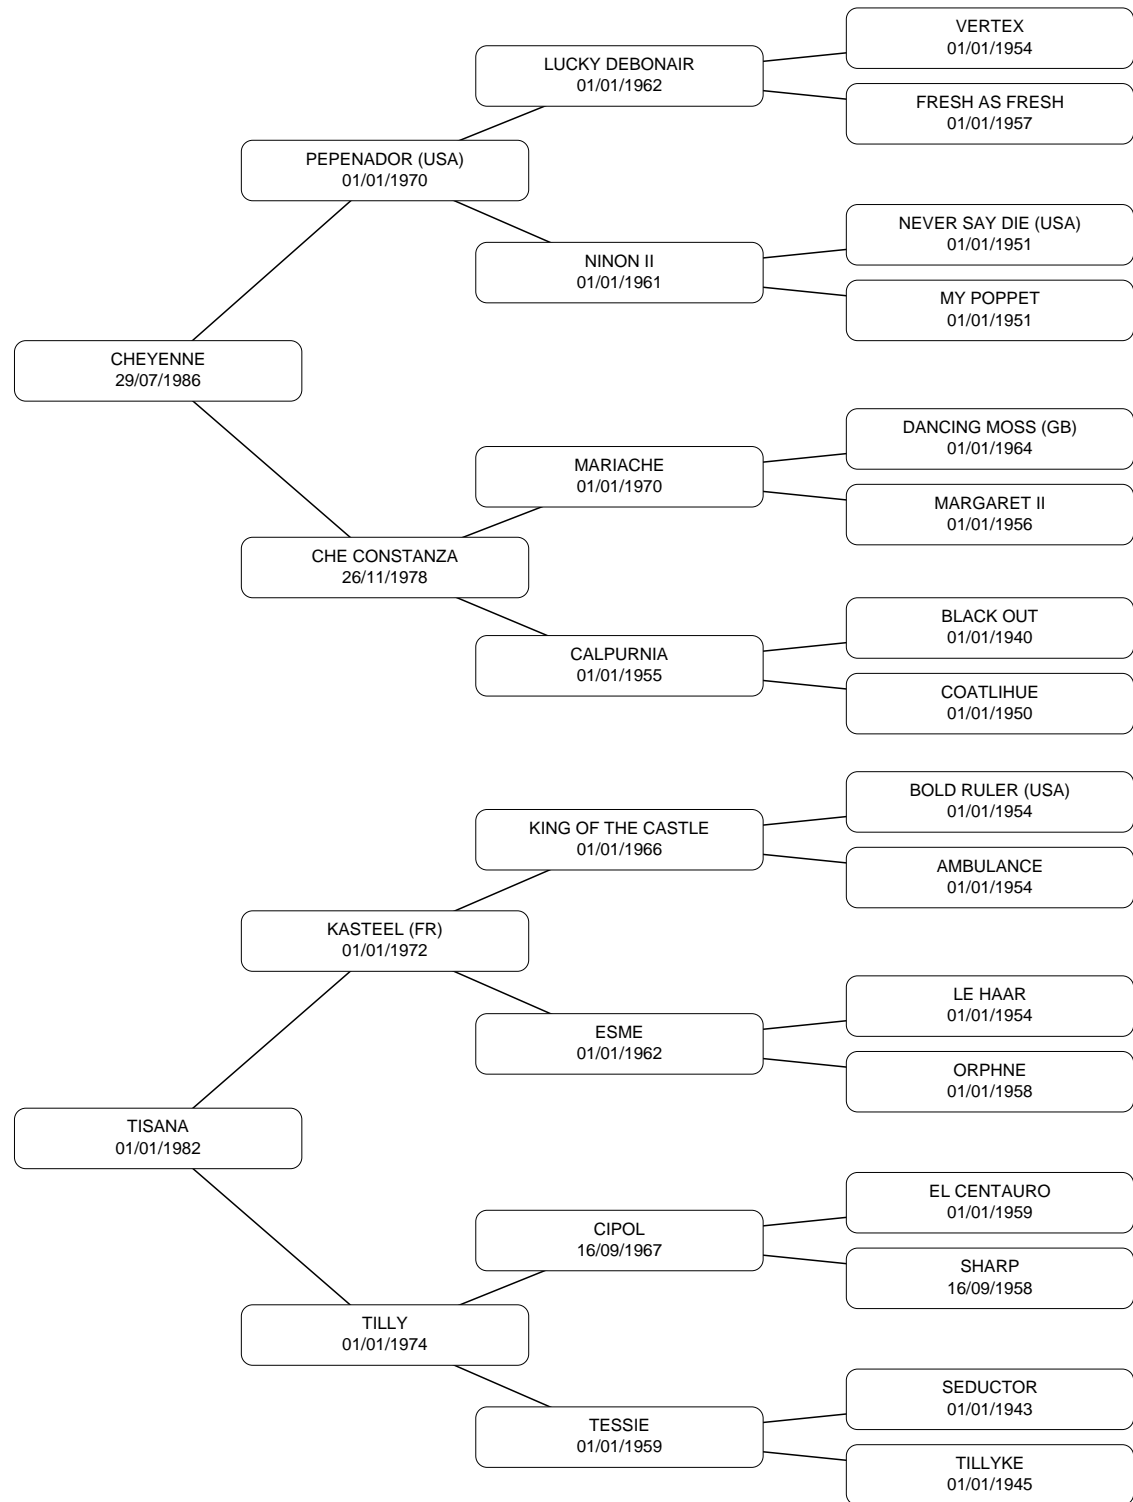 VERTEX
01/01/1954
LUCKY DEBONAIR
01/01/1962
FRESH AS FRESH
01/01/1957
PEPENADOR (USA)
01/01/1970
NEVER SAY DIE (USA)
01/01/1951
NINON II
01/01/1961
MY POPPET
01/01/1951
CHEYENNE
29/07/1986
DANCING MOSS (GB)
01/01/1964
MARIACHE
01/01/1970
MARGARET II
01/01/1956
CHE CONSTANZA
26/11/1978
BLACK OUT
01/01/1940
CALPURNIA
01/01/1955
COATLIHUE
01/01/1950
BOLD RULER (USA)
01/01/1954
KING OF THE CASTLE
01/01/1966
AMBULANCE
01/01/1954
KASTEEL (FR)
01/01/1972
LE HAAR
01/01/1954
ESME
01/01/1962
ORPHNE
01/01/1958
TISANA
01/01/1982
EL CENTAURO
01/01/1959
CIPOL
16/09/1967
SHARP
16/09/1958
TILLY
01/01/1974
SEDUCTOR
01/01/1943
TESSIE
01/01/1959
TILLYKE
01/01/1945